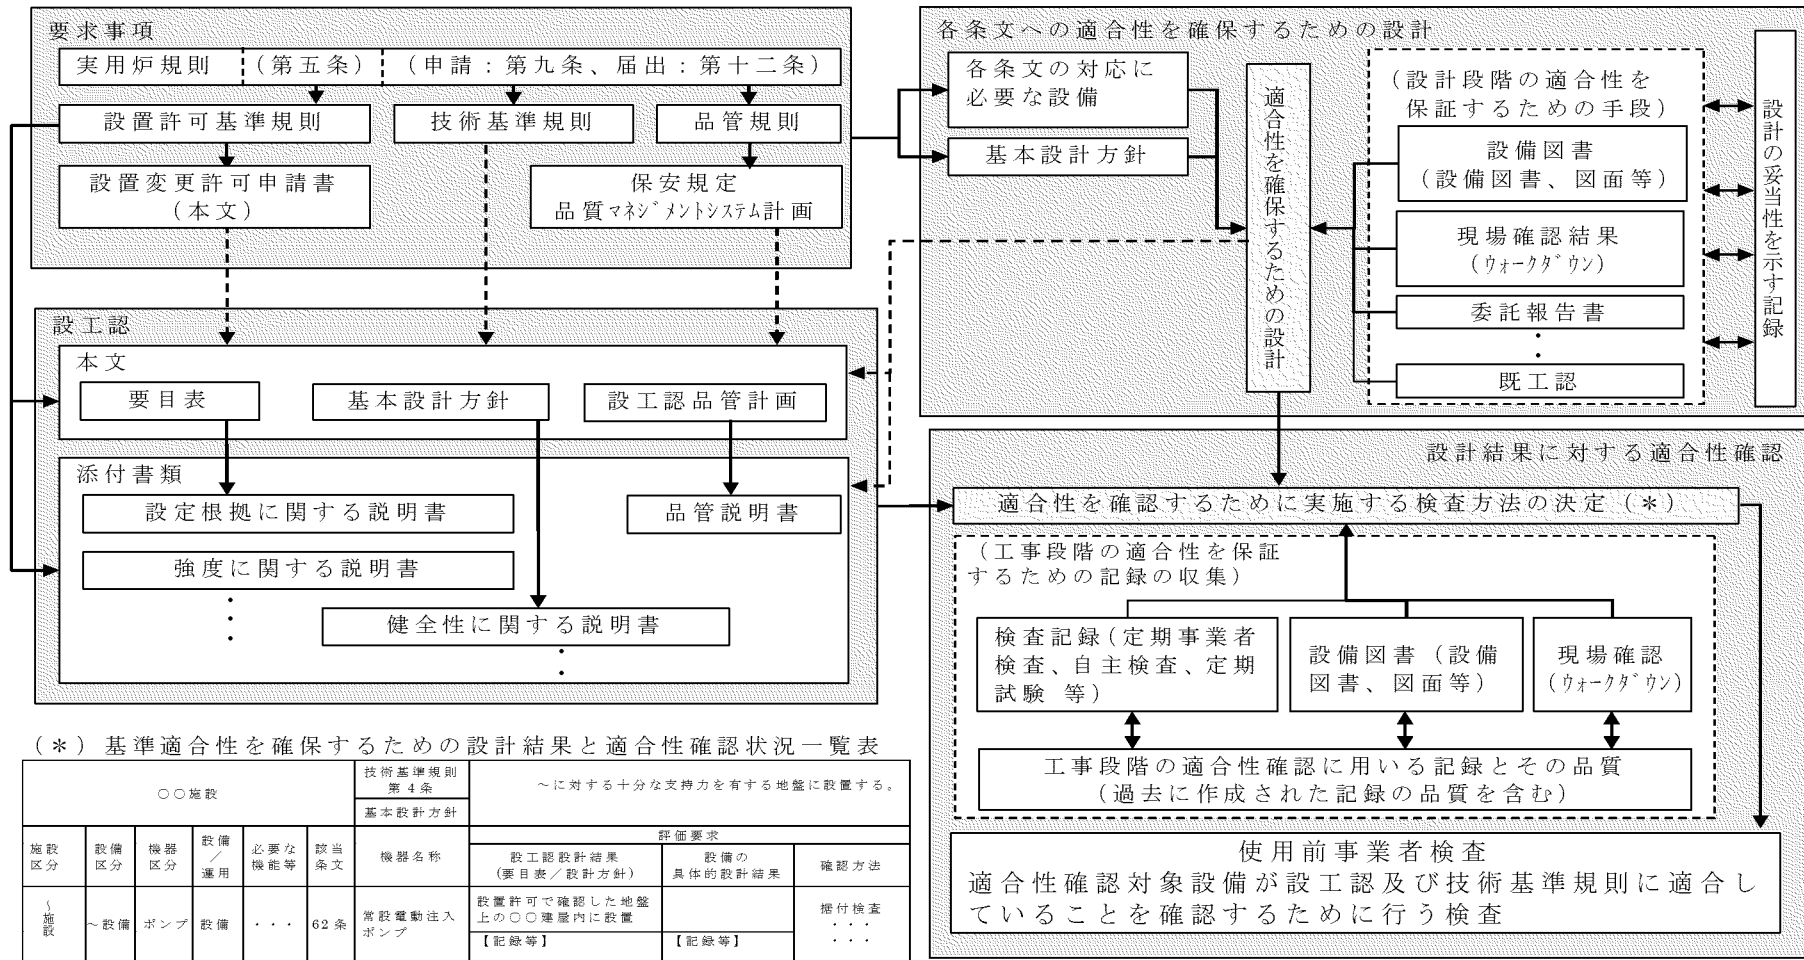 要求事項
実用炉規則 (第五条) (申請：第九条、届出：第十二条)
設置許可基準規則
技術基準規則
品管規則
設置変更許可申請書
(本文)
保安規定
品質ﾏﾈｼﾞﾒﾝﾄｼｽﾃﾑ計画
設工認
本文
要目表
基本設計方針
設工認品管計画
添付書類
設定根拠に関する説明書
品管説明書
強度に関する説明書
・
・
・
健全性に関する説明書
・
・
各条文への適合性を確保するための設計
各条文の対応に
必要な設備
基本設計方針
適合性を確保するための設計
(設計段階の適合性を
保証するための手段)
設備図書
(設備図書、図面等)
現場確認結果
(ｳｫｰｸﾀﾞｳﾝ)
委託報告書
・
・
既工認
設計の妥当性を示す記録
設計結果に対する適合性確認
適合性を確認するために実施する検査方法の決定 (＊)
(工事段階の適合性を保証
するための記録の収集)
検査記録(定期事業者
検査、自主検査、定期
試験 等)
設備図書 (設備
図書、図面等)
現場確認
(ｳｫｰｸﾀﾞｳﾝ)
工事段階の適合性確認に用いる記録とその品質
(過去に作成された記録の品質を含む)
使用前事業者検査
適合性確認対象設備が設工認及び技術基準規則に適合し
ていることを確認するために行う検査
(＊) 基準適合性を確保するための設計結果と適合性確認状況一覧表
○○施設
技術基準規則
第 4 条
～に対する十分な支持力を有する地盤に設置する。
基本設計方針
施設
区分
設備
区分
機器
区分
設備
／
運用
必要な
機能等
該当
条文
機器名称
評価要求
設工認設計結果
(要目表／設計方針)
設備の
具体的設計結果
確認方法
～施設
～設備
ポンプ
設備
・・・
62 条
常設電動注入
ポンプ
設置許可で確認した地盤
上の○○建屋内に設置
【記録等】
【記録等】
据付検査
・・・
・・・